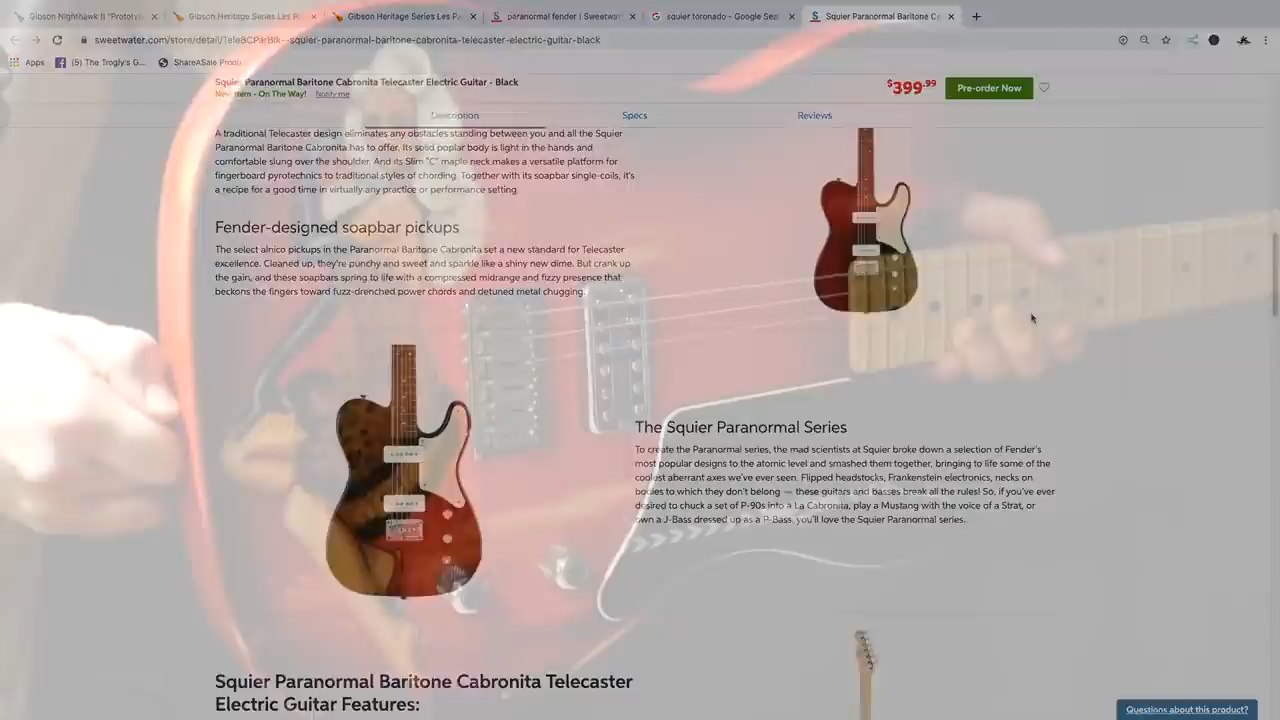 Gibson Nighthawk II "Prototy
Gibson Heritage Series Les P
Gibson Heritage Series Les Pa
paranormal fender | Sweetwat
squier toronado - Google Sea
Squier Paranormal Baritone Ca
sweetwater.com/store/detail/TeleBCParBlk--squier-paranormal-baritone-cabronita-telecaster-electric-guitar-black
Apps
(5) The Trogly's G...
ShareASale Produ
Squier Paranormal Baritone Cabronita Telecaster Electric Guitar - Black
New Item - On The Way! Notify me
$399.99
Pre-order Now
Description
Specs
Reviews
A traditional Telecaster design eliminates any obstacles standing between you and all the Squier
Paranormal Baritone Cabronita has to offer. Its solid poplar body is light in the hands and
comfortable slung over the shoulder. And its Slim "C" maple neck makes a versatile platform for
fingerboard pyrotechnics to traditional styles of chording. Together with its soapbar single-coils, it's
a recipe for a good time in virtually any practice or performance setting.
Fender-designed soapbar pickups
The select alnico pickups in the Paranormal Baritone Cabronita set a new standard for Telecaster
excellence. Cleaned up, they're punchy and sweet and sparkle like a shiny new dime. But crank up
the gain, and these soapbars spring to life with a compressed midrange and fizzy presence that
beckons the fingers toward fuzz-drenched power chords and detuned metal chugging.
The Squier Paranormal Series
To create the Paranormal series, the mad scientists at Squier broke down a selection of Fender's
most popular designs to the atomic level and smashed them together, bringing to life some of the
coolest aberrant axes we've ever seen. Flipped headstocks, Frankenstein electronics, necks on
bodies to which they don't belong — these guitars and basses break all the rules! So, if you've ever
desired to chuck a set of P-90s into a La Cabronita, play a Mustang with the voice of a Strat, or
own a J-Bass dressed up as a P-Bass, you'll love the Squier Paranormal series.
Squier Paranormal Baritone Cabronita Telecaster
Electric Guitar Features:
Questions about this product?